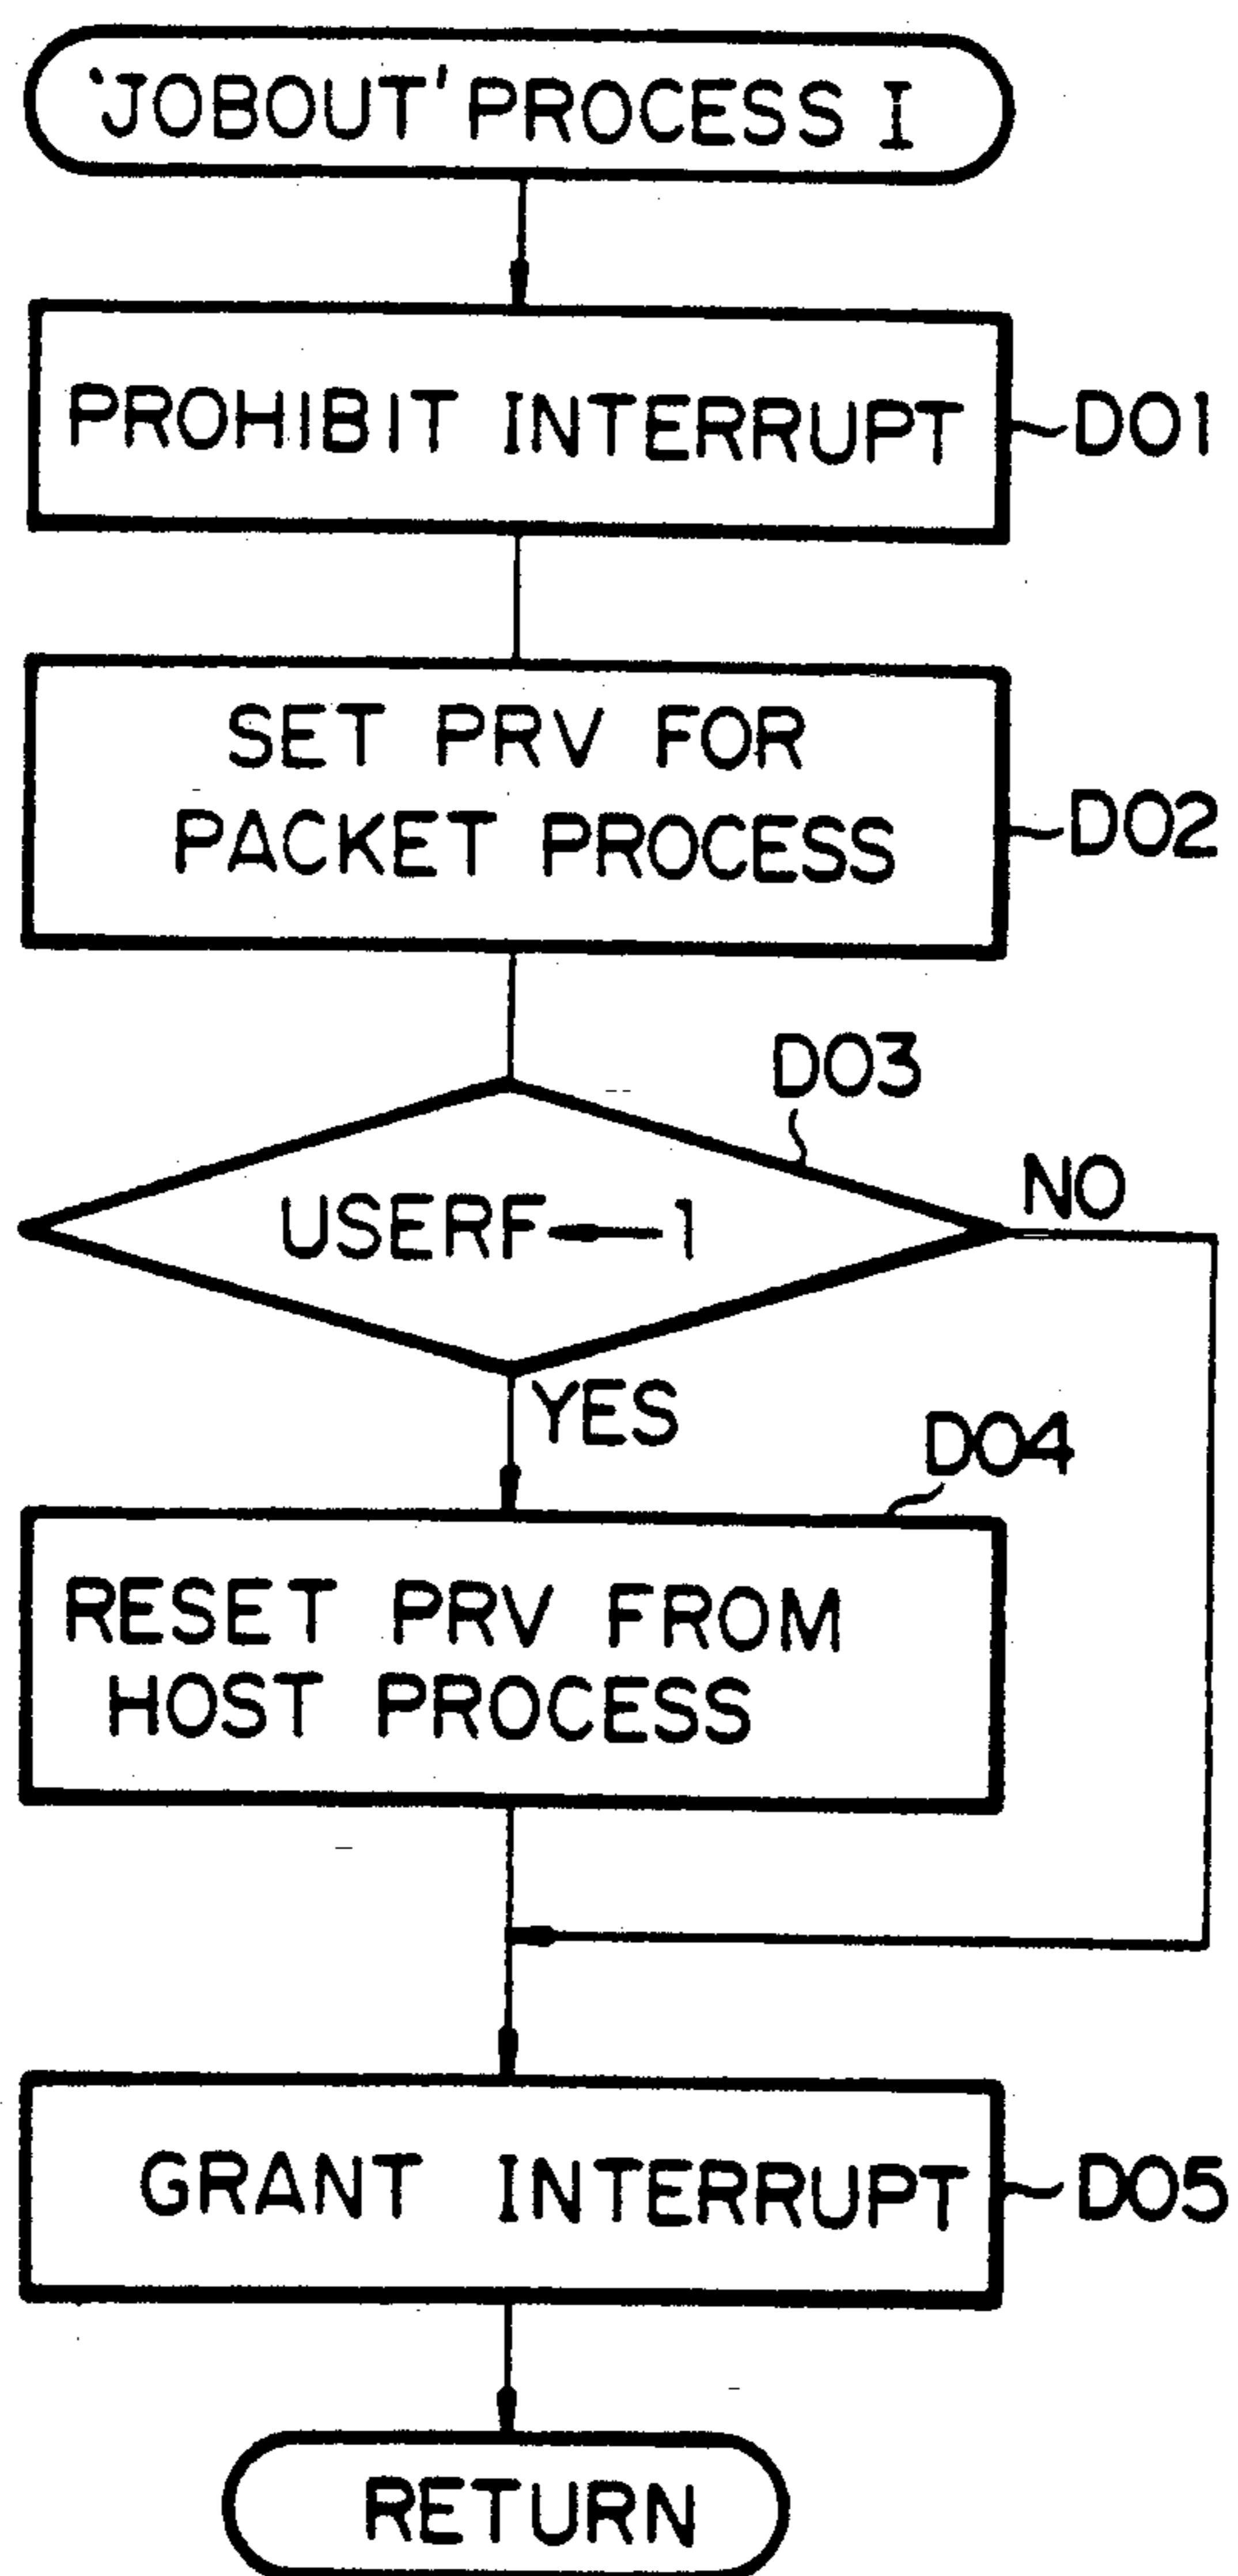 'JOBOUT' PROCESS I
PROHIBIT INTERRUPT
D01
SET PRV FOR
PACKET PROCESS
D02
D03
USERF←1
NO
YES
D04
RESET PRV FROM
HOST PROCESS
GRANT INTERRUPT
D05
RETURN